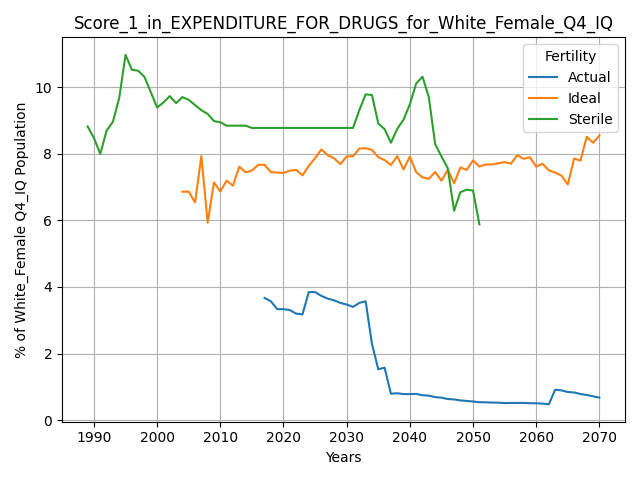 Score_1_in_EXPENDITURE_FOR_DRUGS_for_White_Female_Q4_IQ
Fertility
Actual
Ideal
Sterile
% of White_Female Q4_IQ Population
10
8
6
4
2
0
1990 2000 2010 2020 2030 2040 2050 2060 2070
Years